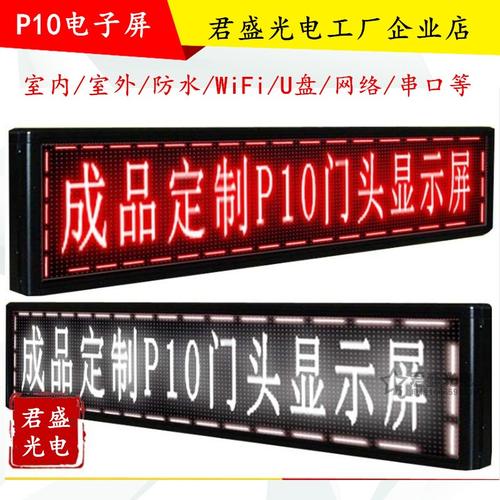 P10电子屏
君盛光电工厂企业店
室内/室外/防水/WiFi/U盘/网络/串口等
成品定制P10门头显示屏
成品定制P10门头显示屏
君盛
光电